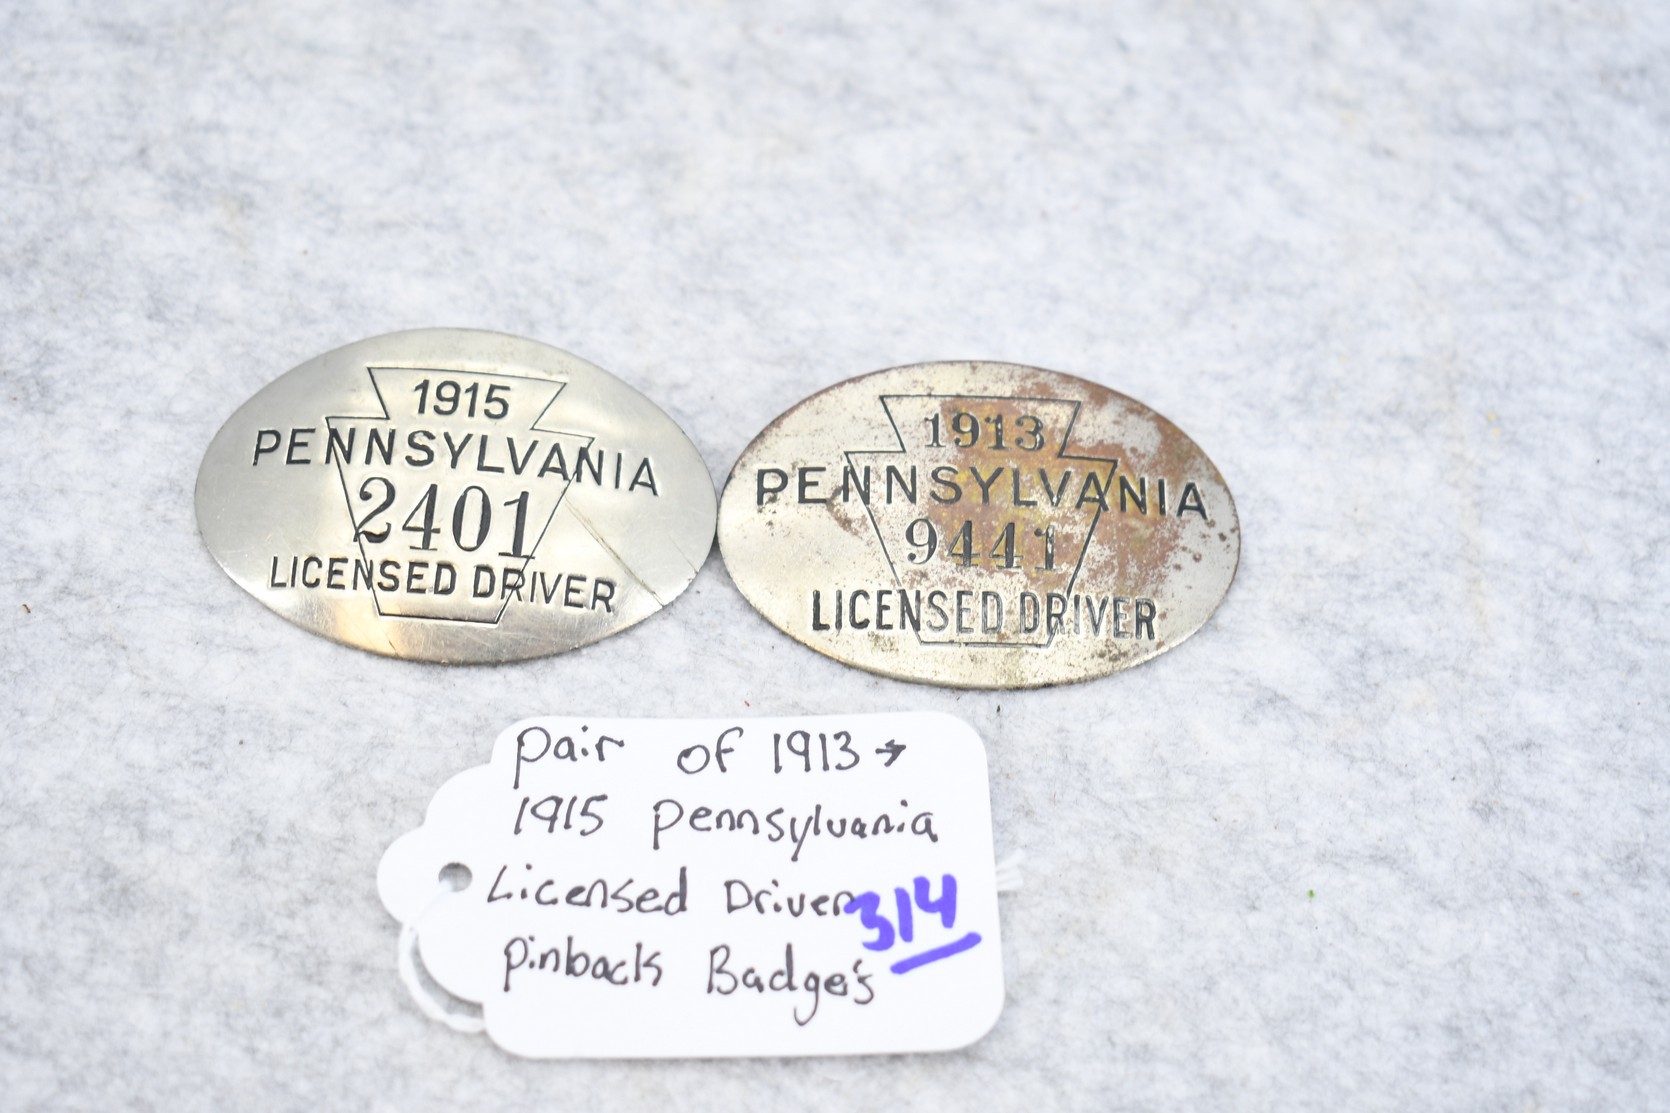 1915
PENNSYLVANIA
2401
LICENSED DRIVER
1913
PENNSYLVANIA
9441
LICENSED DRIVER
pair of 1913 →
1915 Pennsylvania
Licensed Driver
pinback Badge's
314